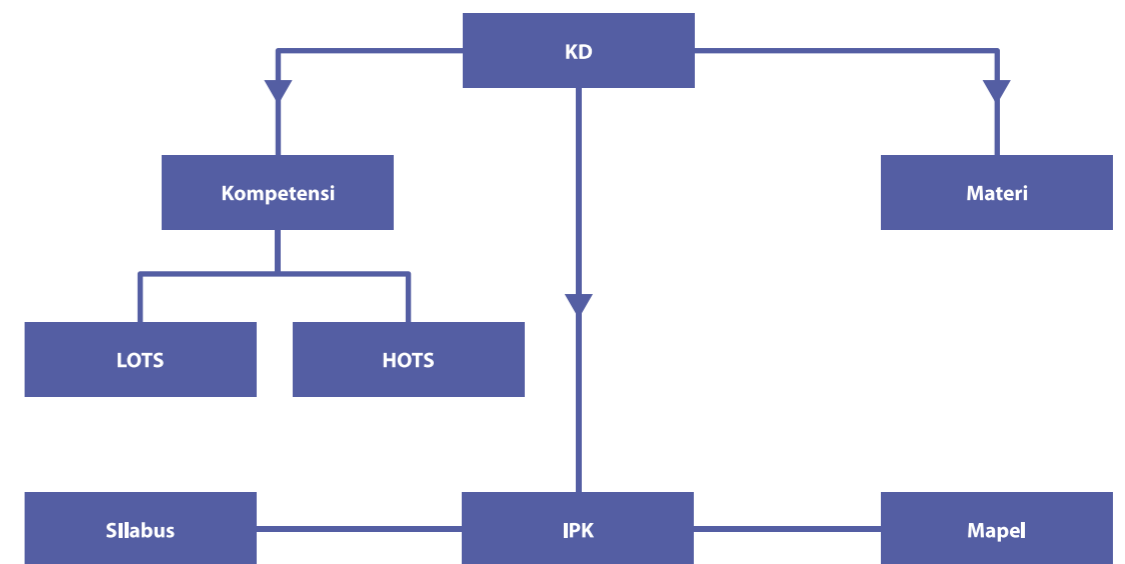 KD
Kompetensi
Materi
LOTS
HOTS
SIlabus
IPK
Mapel